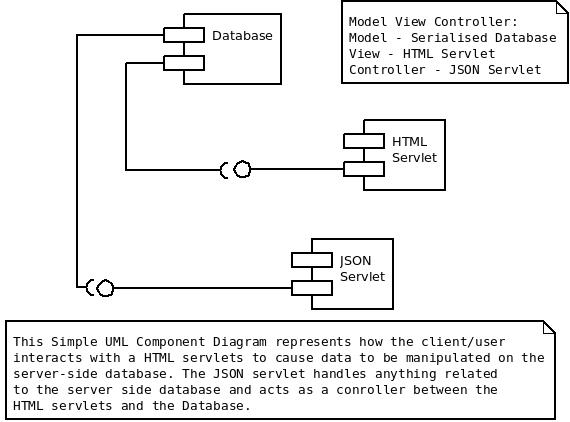 Database
Model View Controller:
Model - Serialised Database
View - HTML Servlet
Controller - JSON Servlet
HTML
Servlet
JSON
Servlet
This Simple UML Component Diagram represents how the client/user
interacts with a HTML servlets to cause data to be manipulated on the
server-side database. The JSON servlet handles anything related
to the server side database and acts as a conroller between the
HTML servlets and the Database.